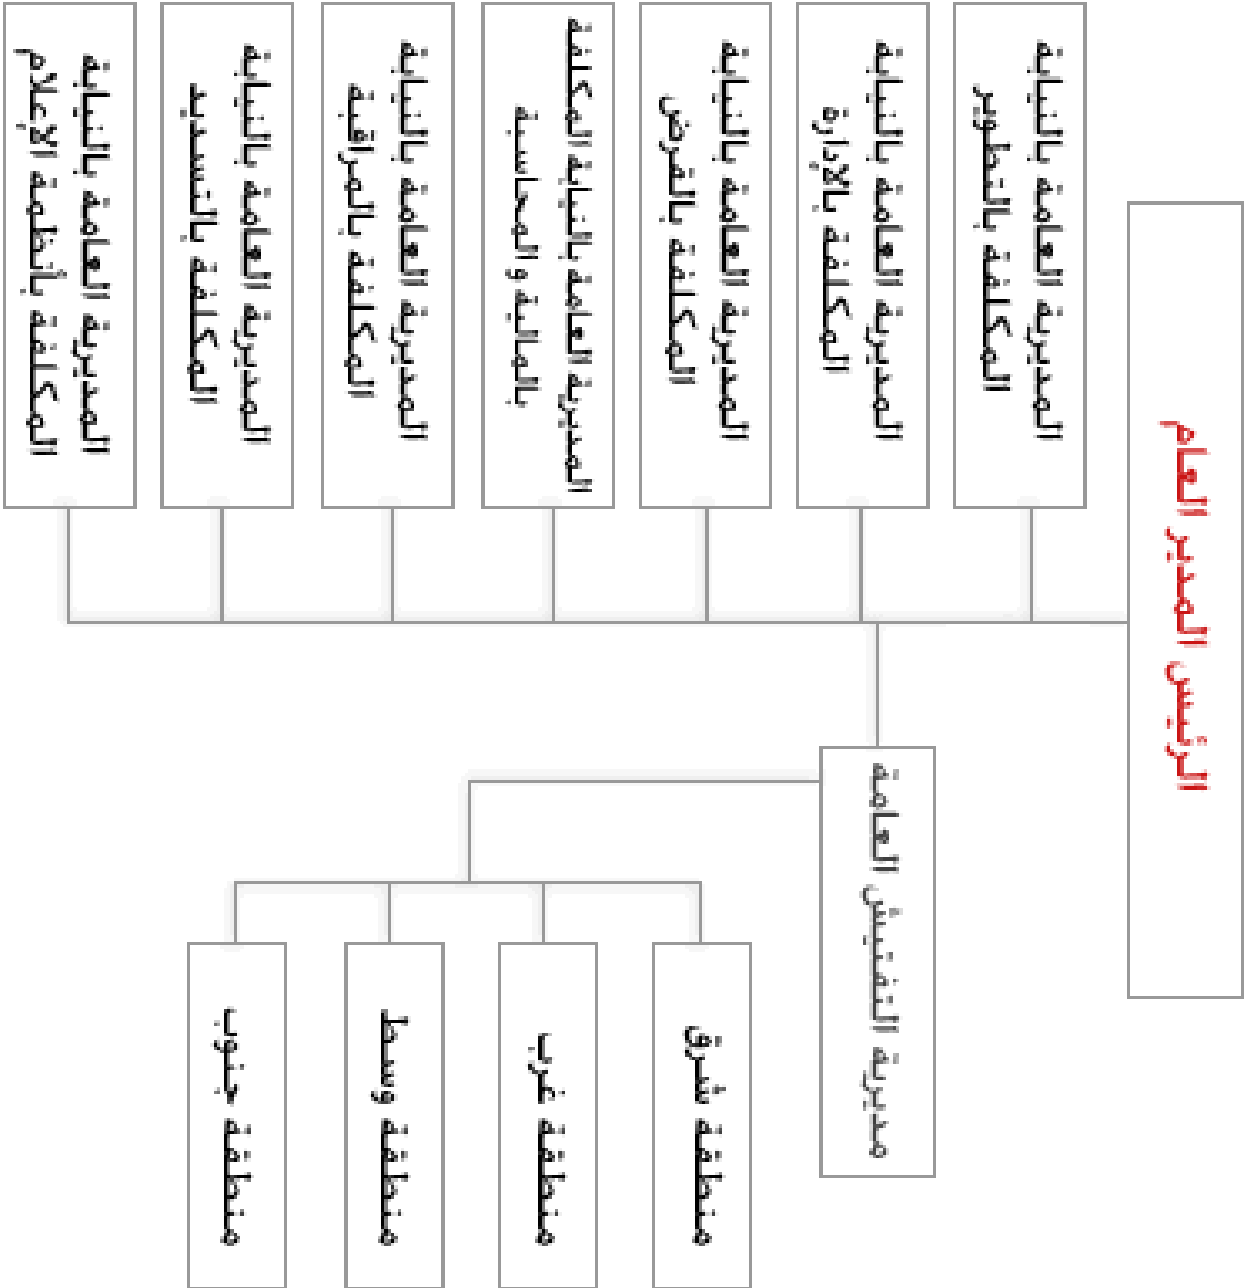 الرئيس المدير العام
المديرية العامة بالنيابة
المكلفة بالتطوير
المديرية العامة بالنيابة
المكلفة بالإدارة
المديرية العامة بالنيابة
المكلفة بالقرض
المديرية العامة بالنيابة المكلفة
بالمالية و المحاسبة
المديرية العامة بالنيابة
المكلفة بالمراقبة
المديرية العامة بالنيابة
المكلفة بالتسديد
المديرية العامة بالنيابة
المكلفة بأنظمة الإعلام
مديرية التفتيش العامة
منطقة شرق
منطقة غرب
منطقة وسط
منطقة جنوب